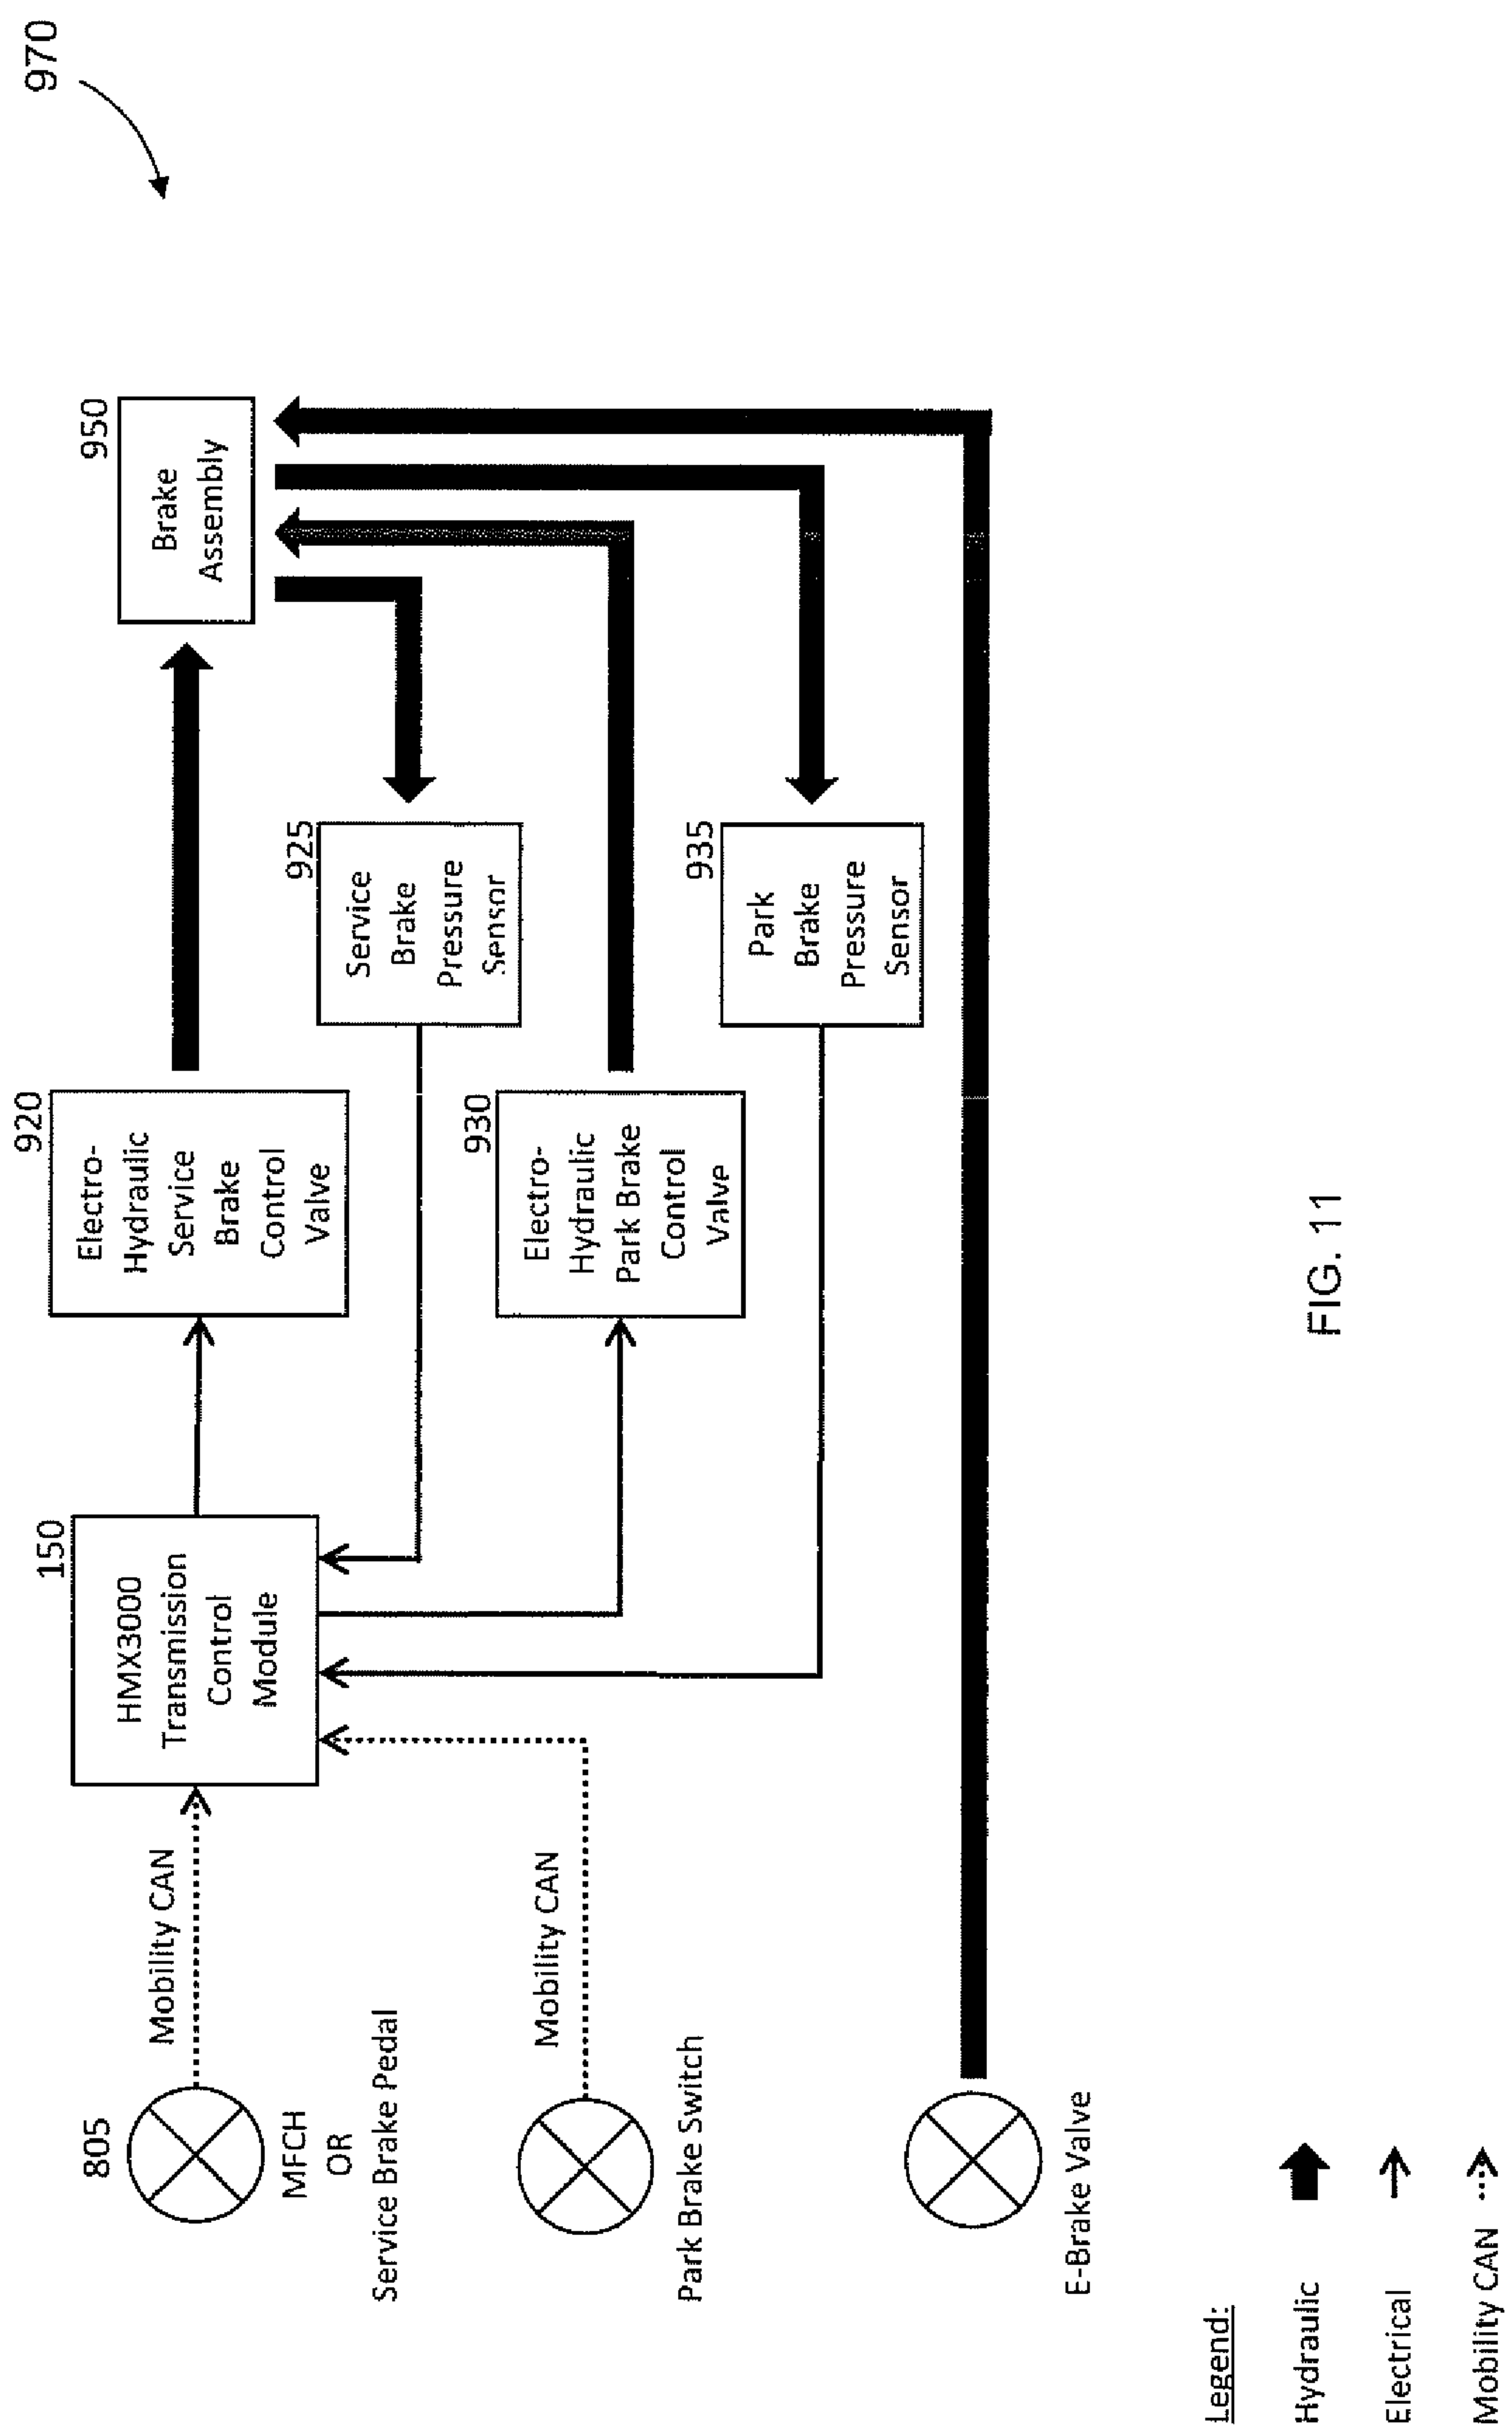 970
950
Brake
Assembly
920
Electro-
Hydraulic
Service
Brake
Control
Valve
925
Service
Brake
Pressure
Sensor
930
Electro-
Hydraulic
Park Brake
Control
Valve
935
Park
Brake
Pressure
Sensor
150
HMX3000
Transmission
Control
Module
Mobility CAN
Mobility CAN
805
MFCH
OR
Service Brake Pedal
Park Brake Switch
E-Brake Valve
Legend:
Hydraulic
Electrical
Mobility CAN
FIG. 11